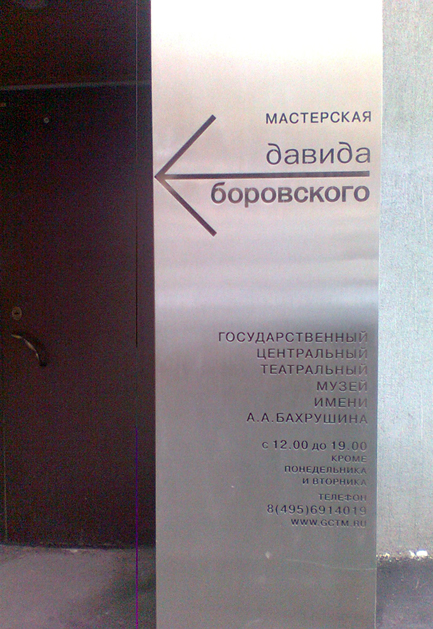 МАСТЕРСКАЯ
давида
боровского
ГОСУДАРСТВЕННЫЙ
ЦЕНТРАЛЬНЫЙ
ТЕАТРАЛЬНЫЙ
МУЗЕЙ
ИМЕНИ
А.А.БАХРУШИНА
с 12.00 до 19.00
КРОМЕ
ПОНЕДЕЛЬНИКА
И ВТОРНИКА
ТЕЛЕФОН
8(495)6914019
WWW.GCTM.RU